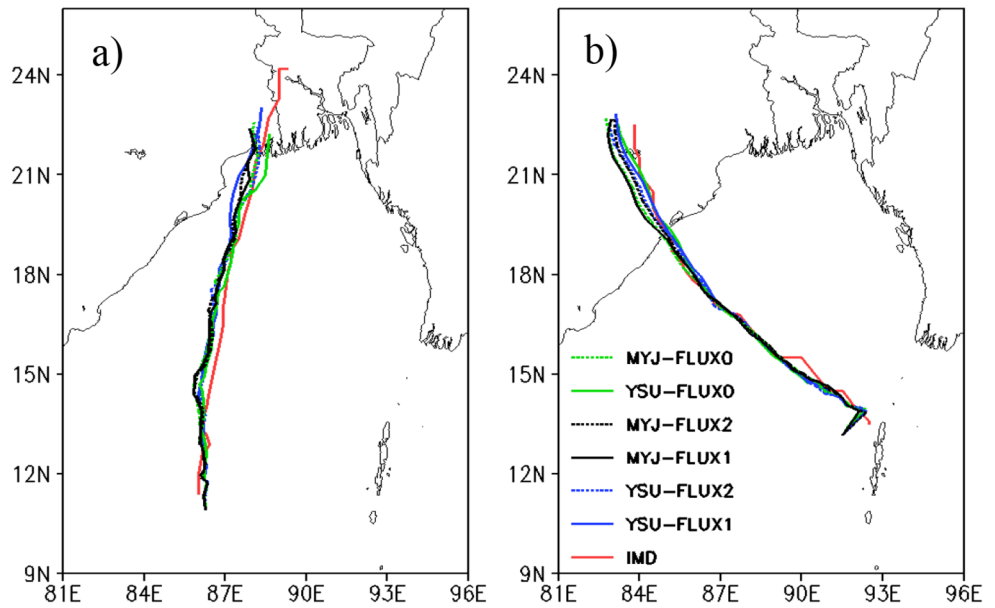 a)
b)
24N
21N
18N
15N
12N
9N
81E 84E 87E 90E 93E 96E
24N
21N
18N
15N
12N
9N
81E 84E 87E 90E 93E 96E
MYJ-FLUX0
YSU-FLUX0
MYJ-FLUX2
MYJ-FLUX1
YSU-FLUX2
YSU-FLUX1
IMD